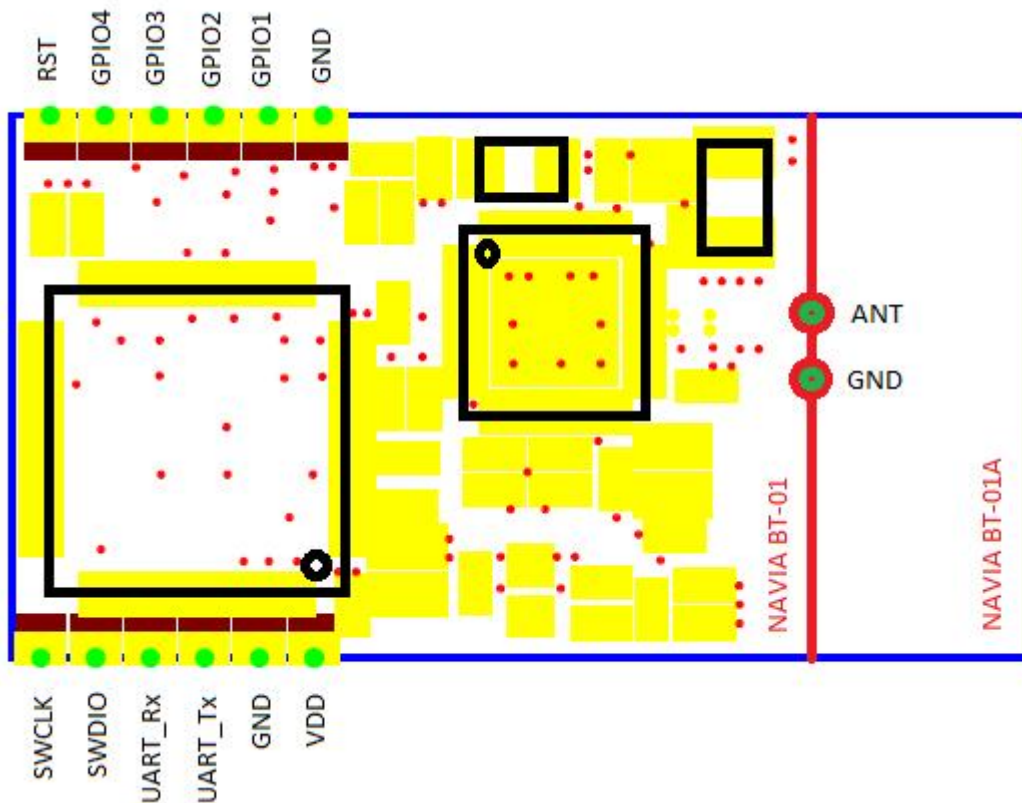 RST
GPIO4
GPIO3
GPIO2
GPIO1
GND
ANT
GND
NAVIA BT-01
NAVIA BT-01A
SWCLK
SWDIO
UART_Rx
UART_Tx
GND
VDD